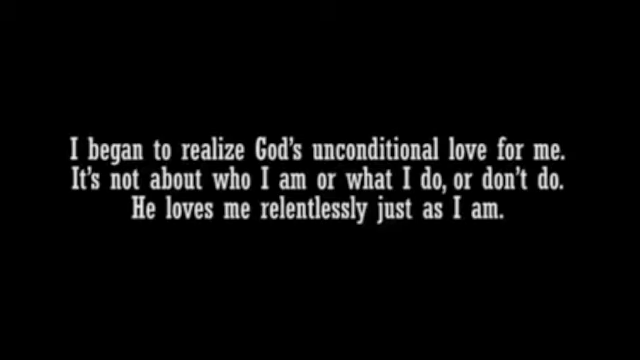 I began to realize God's unconditional love for me.
It's not about who I am or what I do, or don't do.
He loves me relentlessly just as I am.